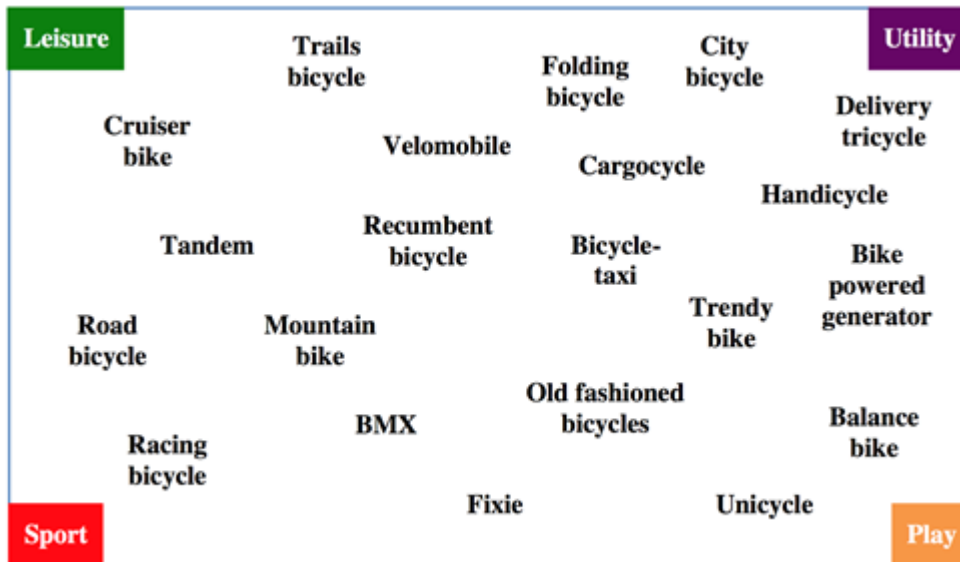 Leisure
Utility
Trails
bicycle
Folding
bicycle
City
bicycle
Delivery
tricycle
Cruiser
bike
Velomobile
Cargocycle
Handicycle
Tandem
Recumbent
bicycle
Bicycle-
taxi
Bike
powered
generator
Road
bicycle
Mountain
bike
Trendy
bike
Old fashioned
bicycles
BMX
Balance
bike
Racing
bicycle
Fixie
Unicycle
Sport
Play